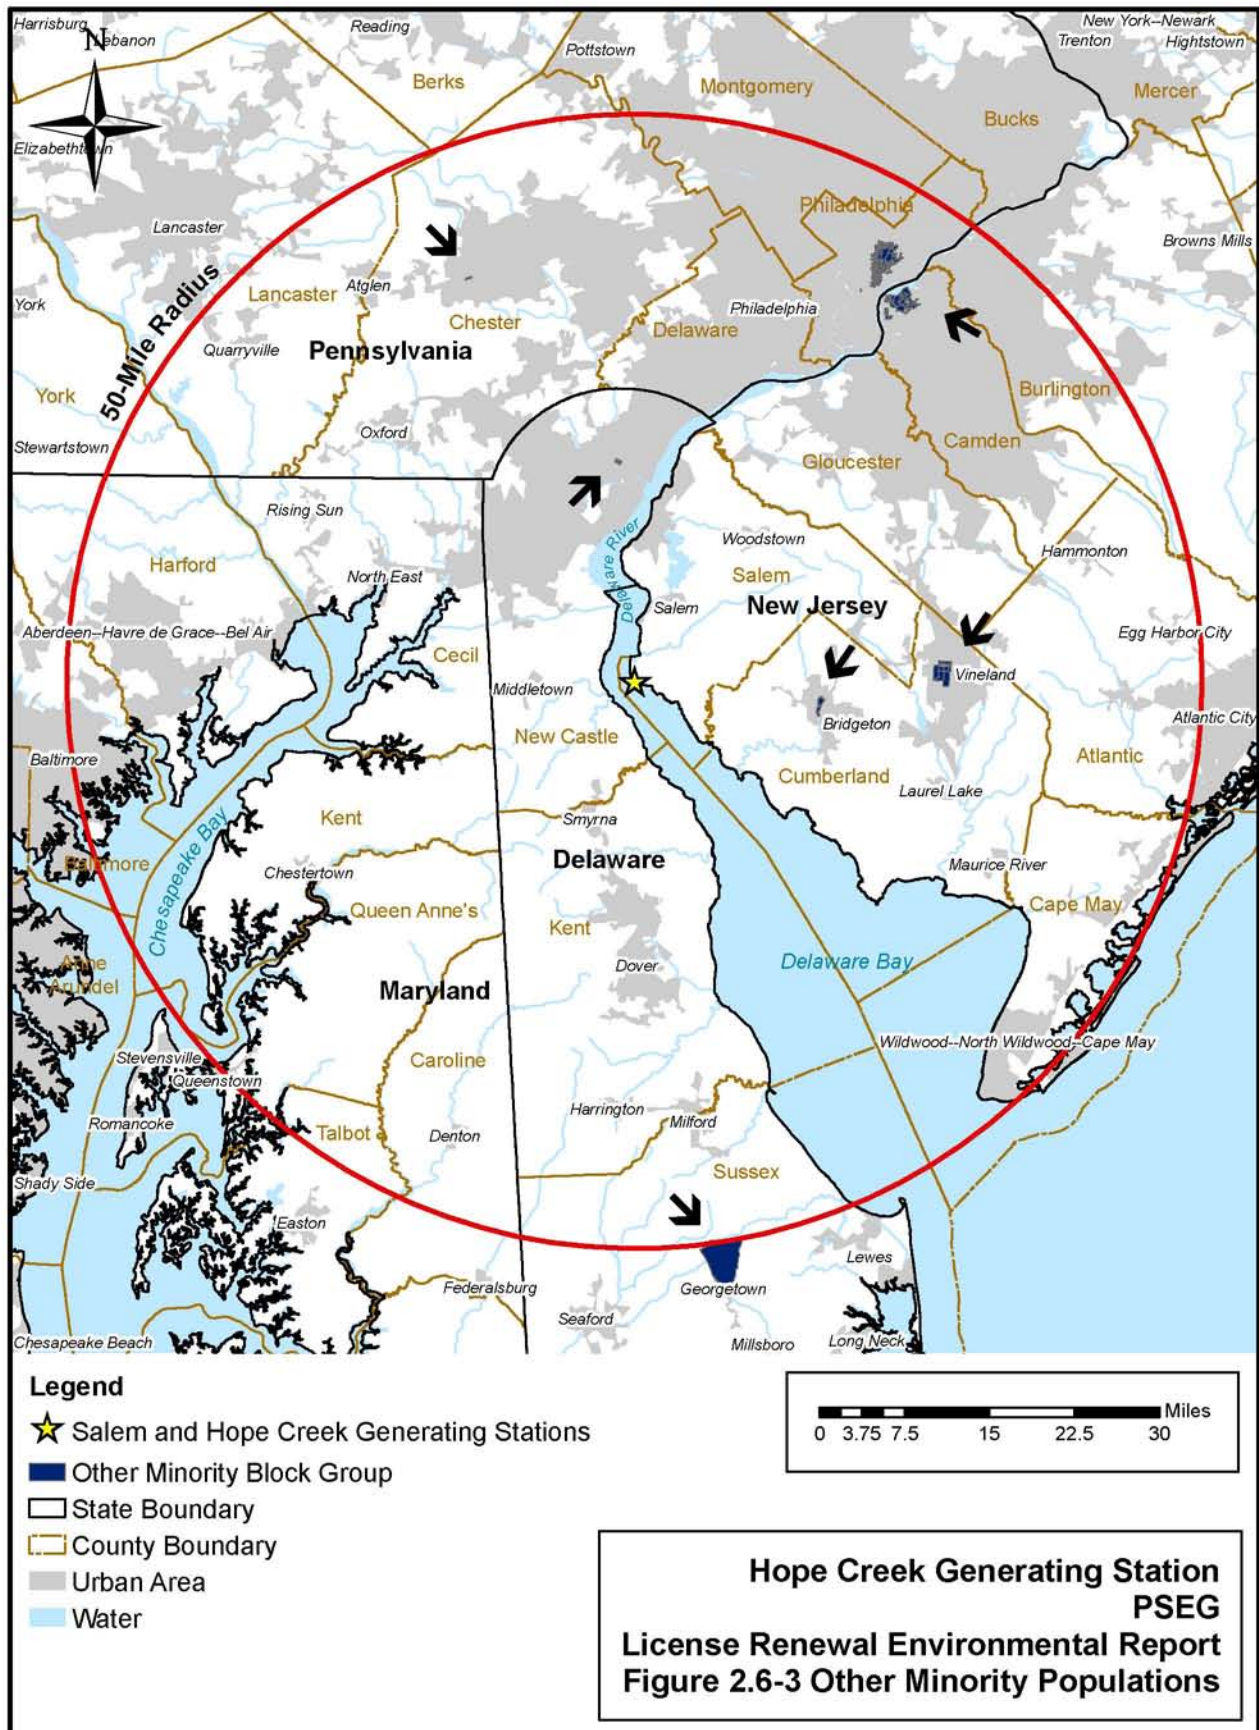 Harrisburg
Lebanon
N
Reading
New York--Newark
Trenton
Hightstown
Pottstown
Berks
Montgomery
Mercer
Bucks
Elizabethtown
Philadelphia
Lancaster
Browns Mills
50-Mile Radius
York
Lancaster
Atglen
Philadelphia
Chester
Delaware
Quarryville
Pennsylvania
York
Burlington
Stewartstown
Oxford
Camden
Gloucester
Rising Sun
Delaware River
Woodstown
Hammonton
Harford
North East
Salem
Salem
New Jersey
Aberdeen--Havre de Grace--Bel Air
Egg Harbor City
Cecil
Middletown
Vineland
Bridgeton
Atlantic City
New Castle
Baltimore
Cumberland
Atlantic
Laurel Lake
Kent
Smyrna
Chesapeake Bay
Delaware
Baltimore
Chestertown
Maurice River
Queen Anne's
Kent
Cape May
Anne
Arundel
Dover
Delaware Bay
Maryland
Stevensville
Queenstown
Caroline
Wildwood--North Wildwood--Cape May
Romancoke
Harrington
Milford
Talbot
Denton
Shady Side
Sussex
Easton
Lewes
Federalsburg
Georgetown
Seaford
Chesapeake Beach
Millsboro
Long Neck
Legend
Salem and Hope Creek Generating Stations
Other Minority Block Group
State Boundary
County Boundary
Urban Area
Water
Miles
0 3.75 7.5 15 22.5 30
Hope Creek Generating Station
PSEG
License Renewal Environmental Report
Figure 2.6-3 Other Minority Populations